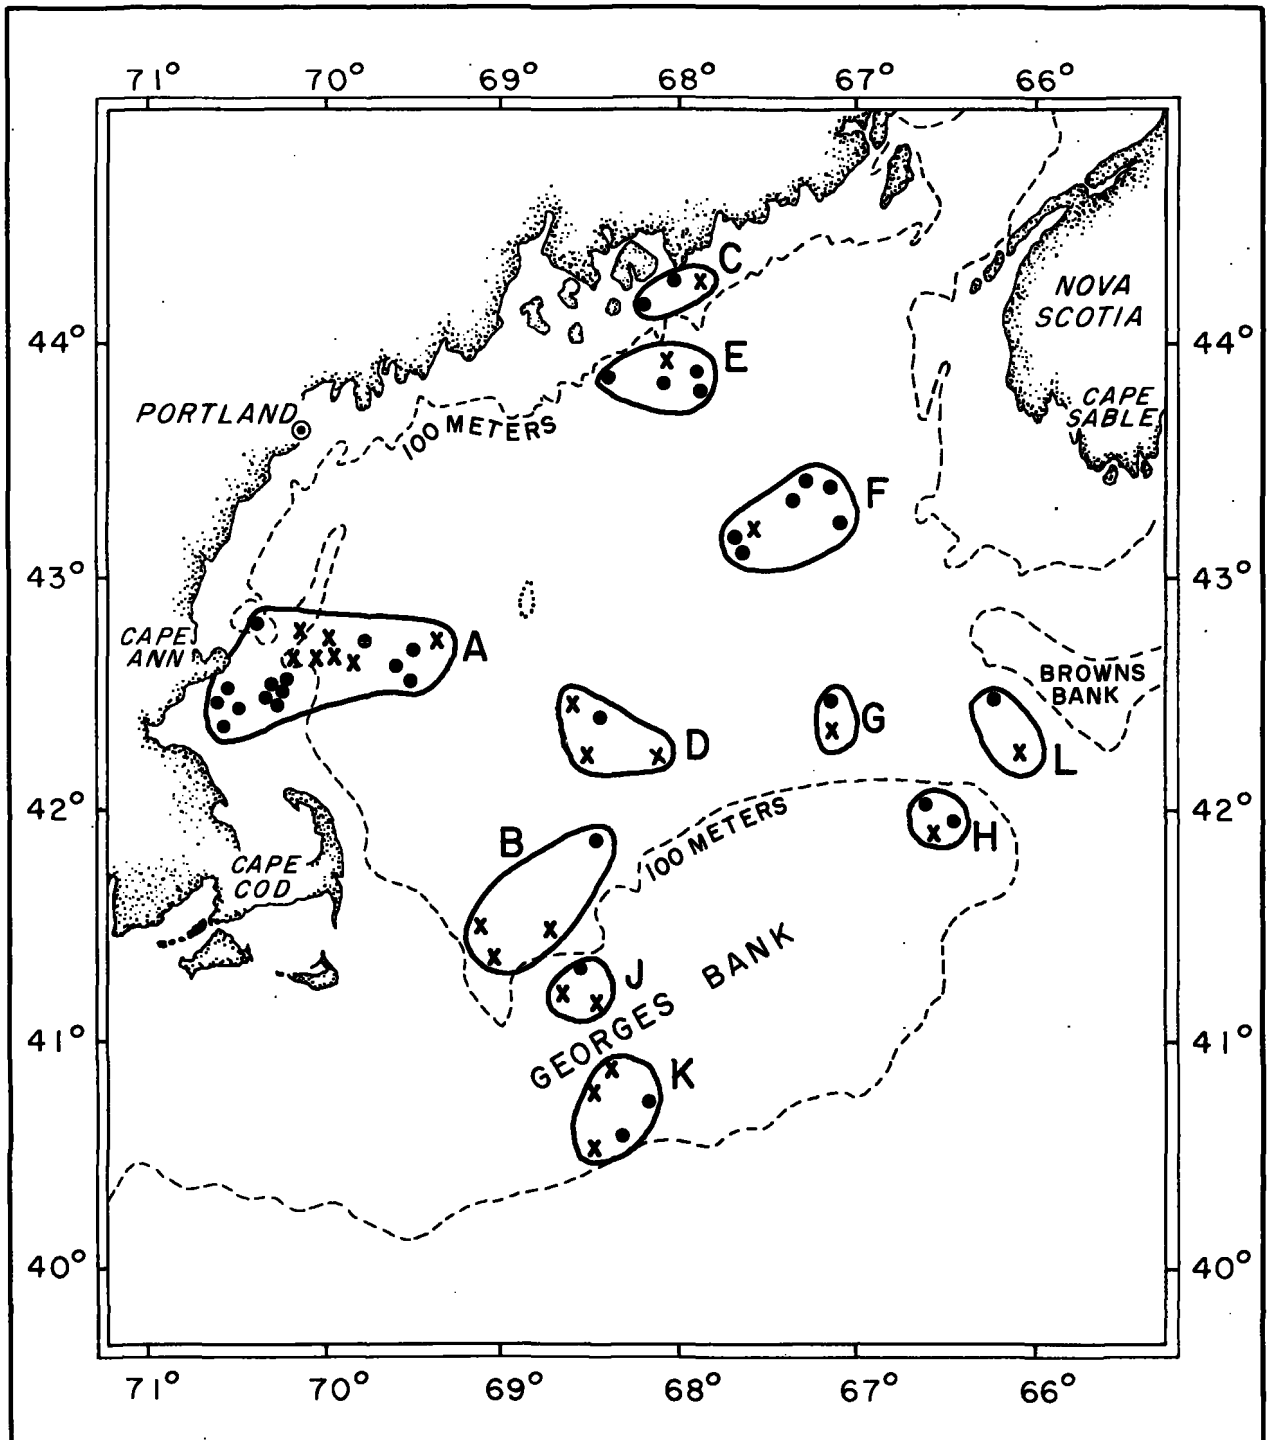 71° 70° 69° 68° 67° 66°
C
NOVA
SCOTIA
44° 44°
E
CAPE
SABLE
PORTLAND
100 METERS
F
43° 43°
CAPE
ANN
A
BROWNS
BANK
G
D
L
42° 42°
100 METERS
H
B
CAPE
COD
J
GEORGES BANK
41° 41°
K
40° 40°
71° 70° 69° 68° 67° 66°